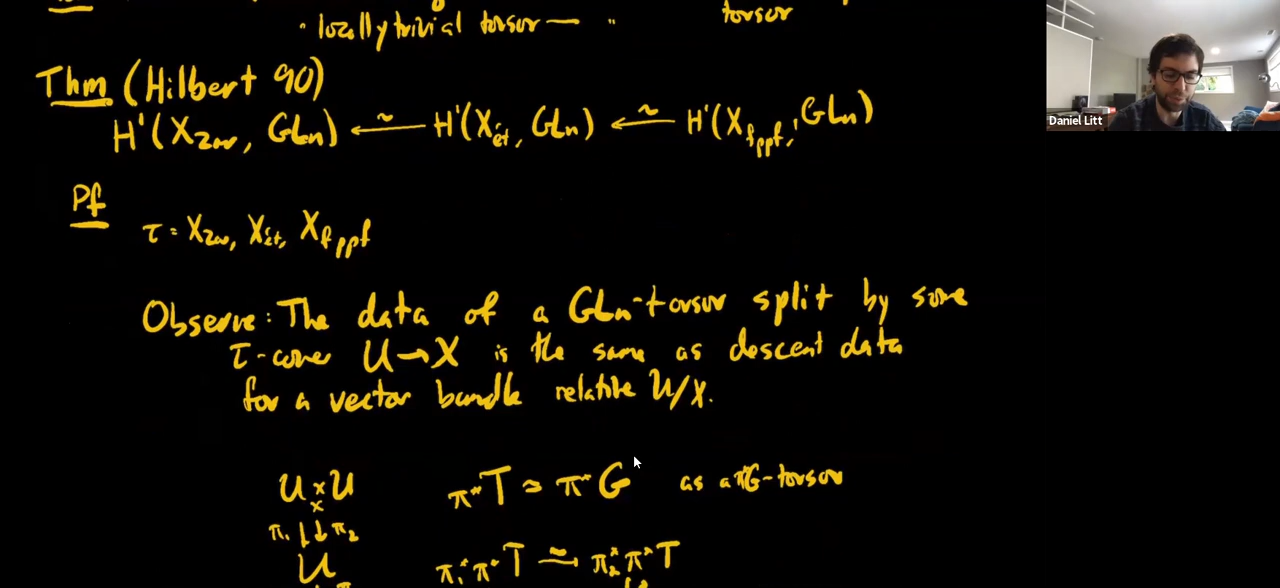 · locally trivial torsor — "
torsor
Thm (Hilbert 90)
H'(X_Zar, GLn) ←~ H'(X_ét, GLn) ←~ H'(X_fppf, GLn)
Pf
τ = X_Zar, X_ét, X_fppf
Observe: The data of a GLn-torsor split by some
τ-cover U → X is the same as descent data
for a vector bundle relative U/X.
U ×_X U π*T ≃ π*G as a π*G-torsor
π₁ ↓↓ π₂
U π₁*π*T ≃ π₂*π*T
Daniel Litt